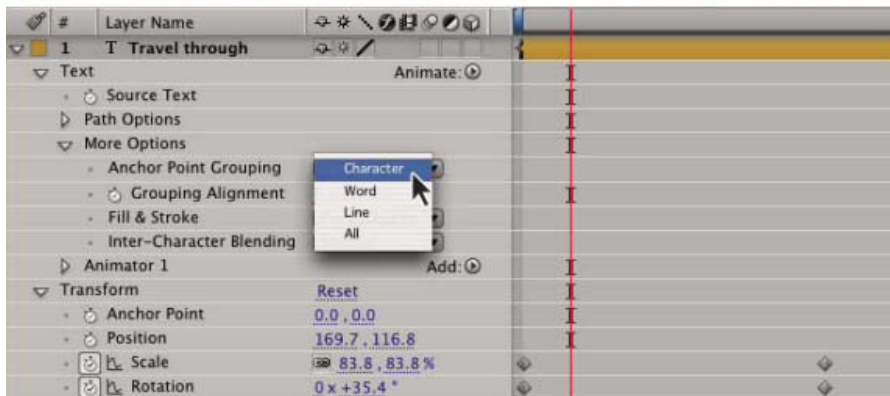 # Layer Name
1 T Travel through
Text Animate:
Source Text
Path Options
More Options
Anchor Point Grouping Character
Grouping Alignment Word
Fill & Stroke Line
Inter-Character Blending All
Animator 1 Add:
Transform Reset
Anchor Point 0.0 , 0.0
Position 169.7 , 116.8
Scale 83.8 , 83.8 %
Rotation 0 x +35.4 °